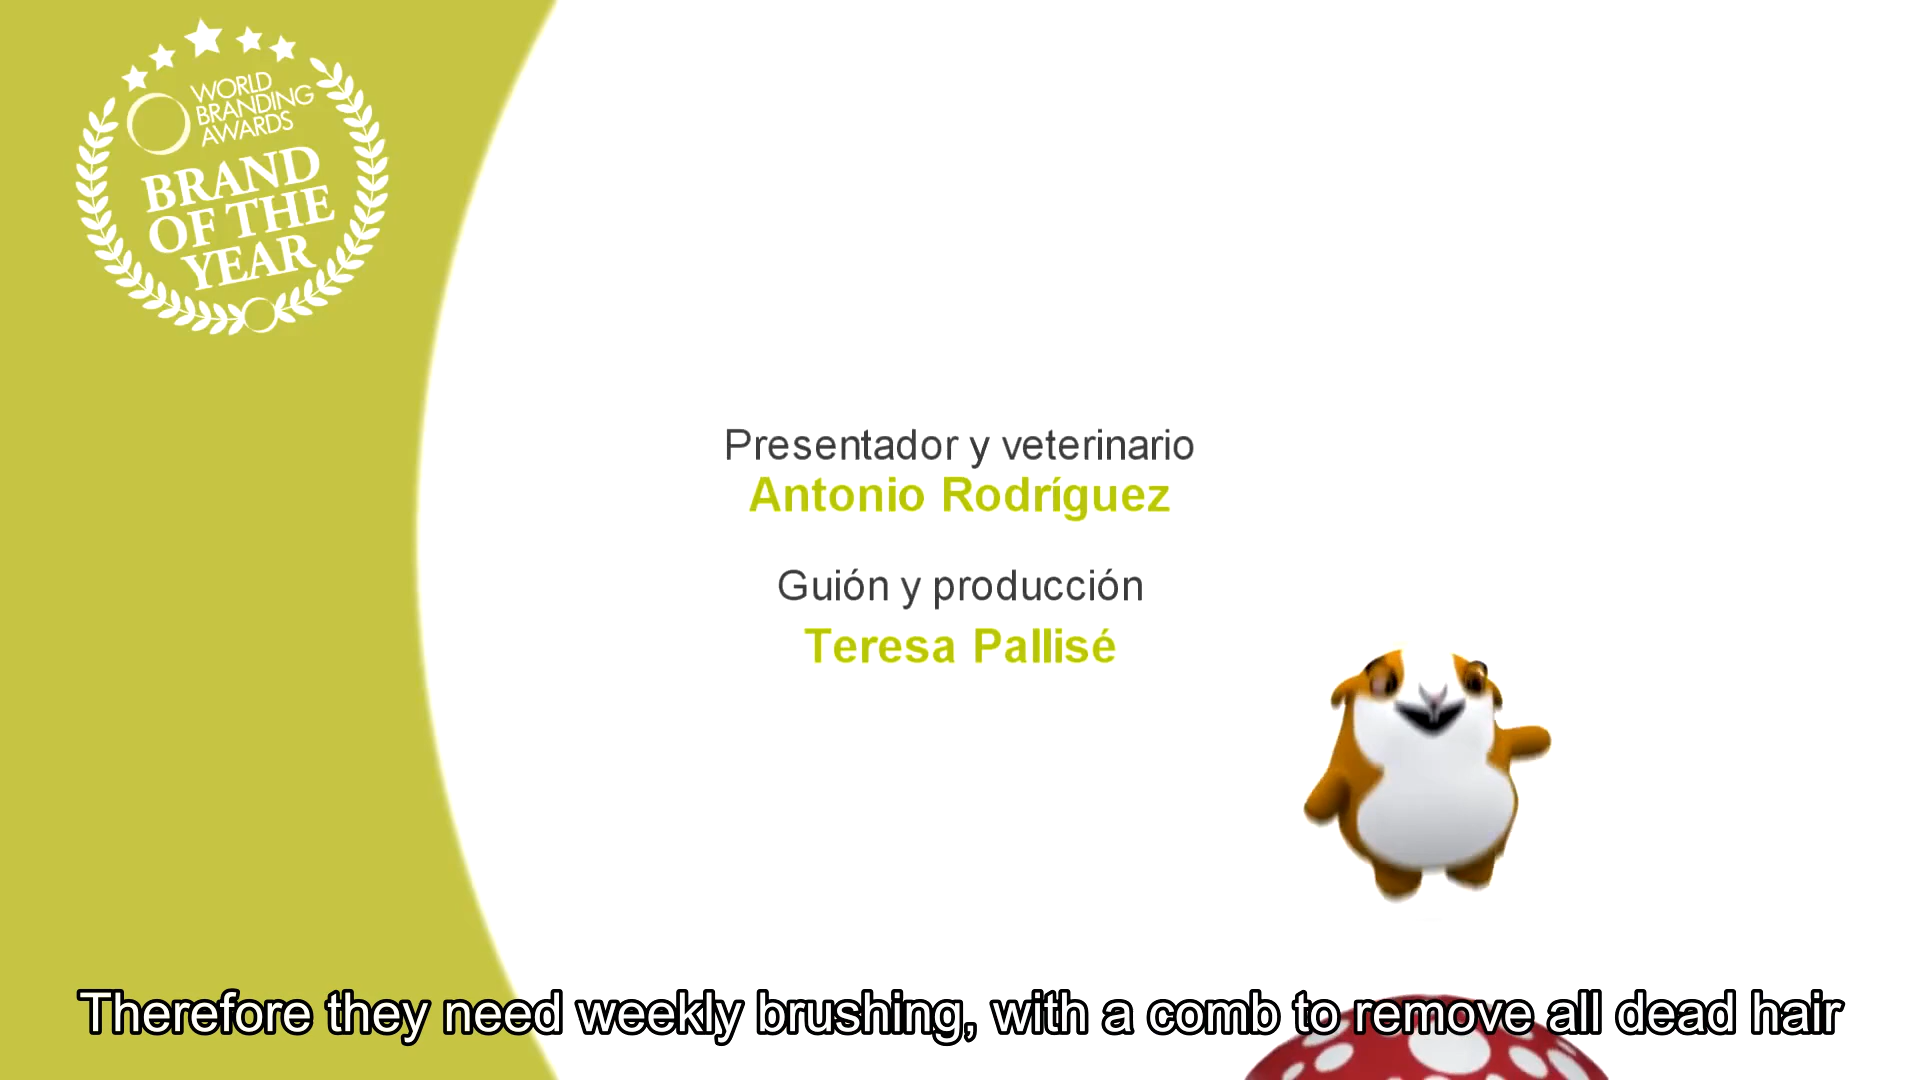 WORLD
BRANDING
AWARDS
BRAND
OF THE
YEAR
Presentador y veterinario
Antonio Rodríguez
Guión y producción
Teresa Pallisé
Therefore they need weekly brushing, with a comb to remove all dead hair